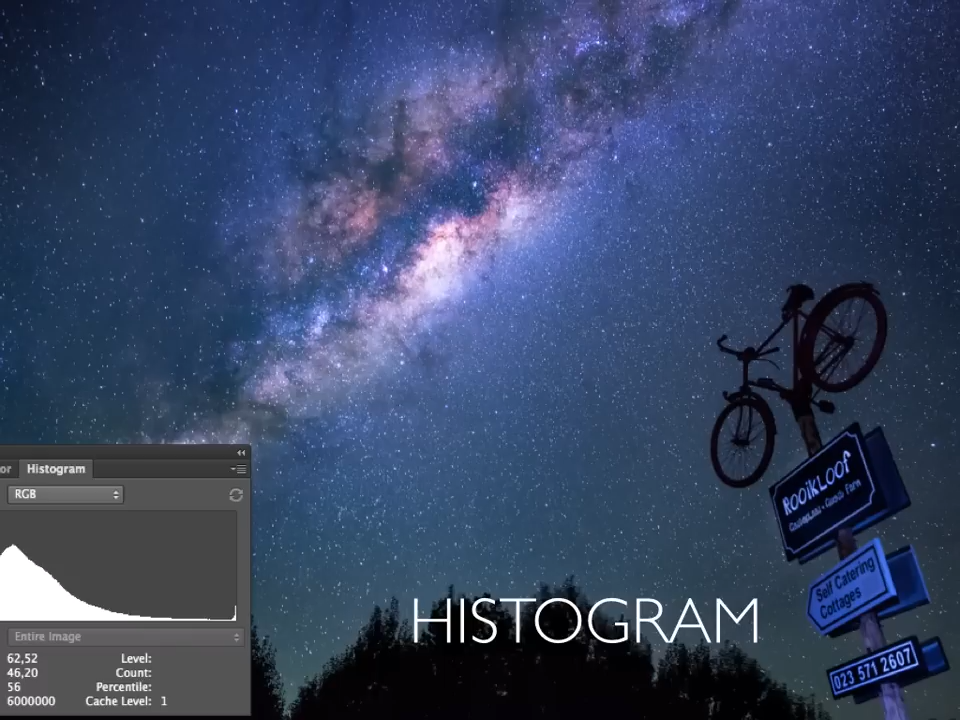 or Histogram
RGB
Entire Image
62,52 Level:
46,20 Count:
56 Percentile:
6000000 Cache Level: 1
HISTOGRAM
ROOiKLOOf
Self Catering
Cottages
023 571 2607